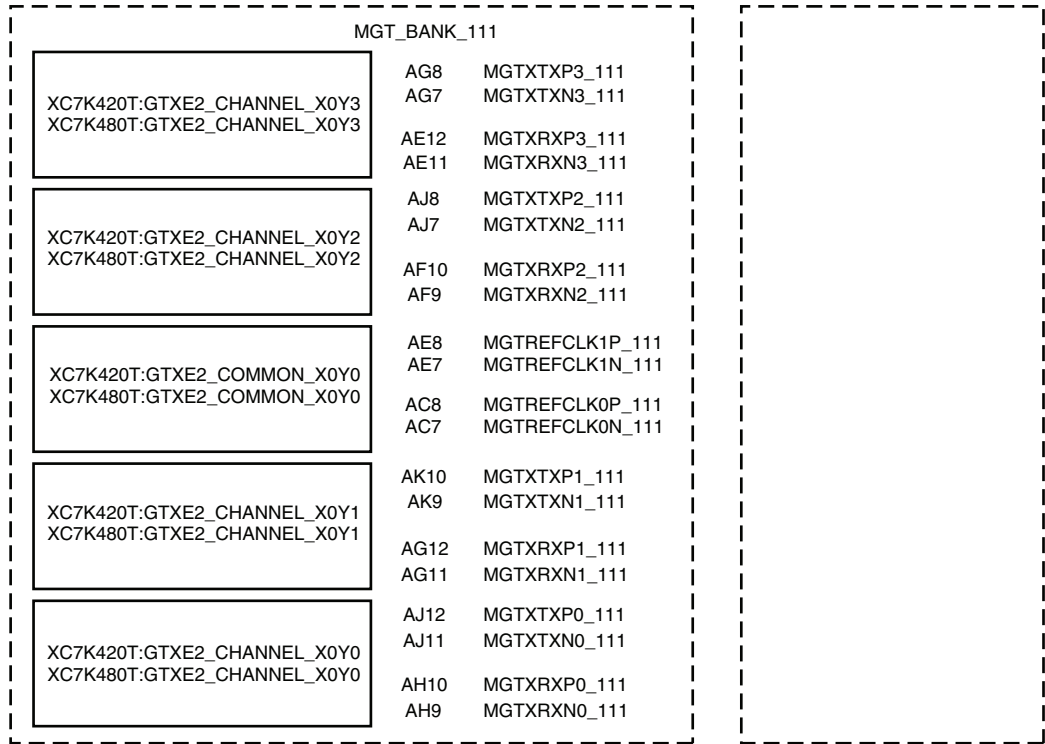 MGT_BANK_111
XC7K420T:GTXE2_CHANNEL_X0Y3
XC7K480T:GTXE2_CHANNEL_X0Y3
AG8 MGTXTXP3_111
AG7 MGTXTXN3_111
AE12 MGTXRXP3_111
AE11 MGTXRXN3_111
XC7K420T:GTXE2_CHANNEL_X0Y2
XC7K480T:GTXE2_CHANNEL_X0Y2
AJ8 MGTXTXP2_111
AJ7 MGTXTXN2_111
AF10 MGTXRXP2_111
AF9 MGTXRXN2_111
XC7K420T:GTXE2_COMMON_X0Y0
XC7K480T:GTXE2_COMMON_X0Y0
AE8 MGTREFCLK1P_111
AE7 MGTREFCLK1N_111
AC8 MGTREFCLK0P_111
AC7 MGTREFCLK0N_111
XC7K420T:GTXE2_CHANNEL_X0Y1
XC7K480T:GTXE2_CHANNEL_X0Y1
AK10 MGTXTXP1_111
AK9 MGTXTXN1_111
AG12 MGTXRXP1_111
AG11 MGTXRXN1_111
XC7K420T:GTXE2_CHANNEL_X0Y0
XC7K480T:GTXE2_CHANNEL_X0Y0
AJ12 MGTXTXP0_111
AJ11 MGTXTXN0_111
AH10 MGTXRXP0_111
AH9 MGTXRXN0_111